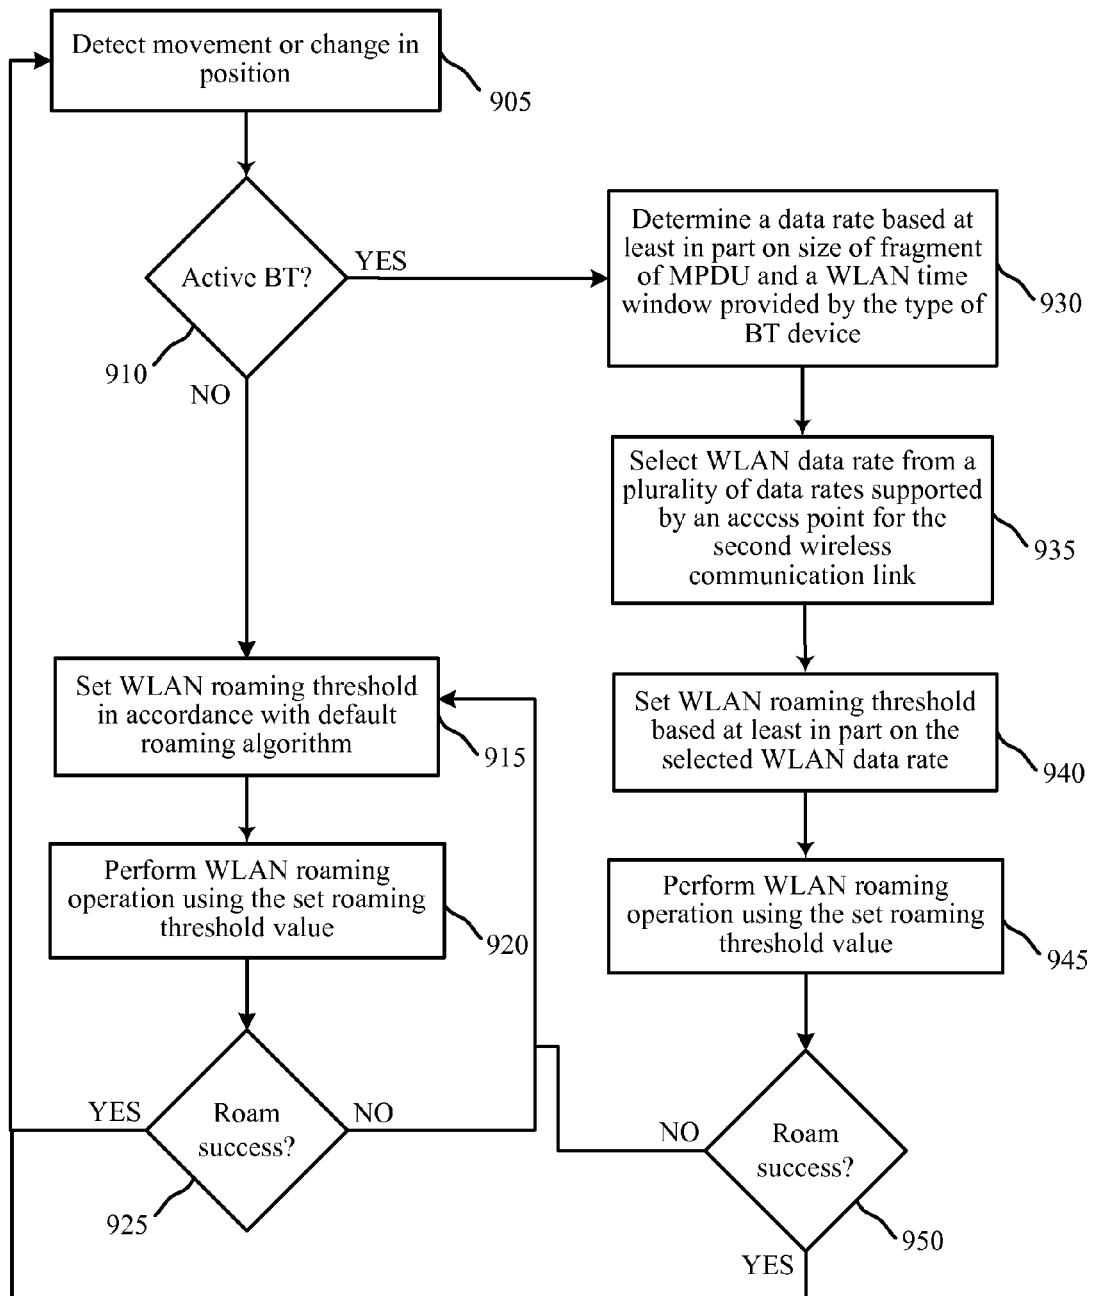 Detect movement or change in
position
905
Active BT?
YES
910
NO
Determine a data rate based at
least in part on size of fragment
of MPDU and a WLAN time
window provided by the type of
BT device
930
Select WLAN data rate from a
plurality of data rates supported
by an access point for the
second wireless
communication link
935
Set WLAN roaming threshold
in accordance with default
roaming algorithm
915
Set WLAN roaming threshold
based at least in part on the
selected WLAN data rate
940
Perform WLAN roaming
operation using the set roaming
threshold value
920
Perform WLAN roaming
operation using the set roaming
threshold value
945
YES
Roam
success?
NO
925
NO
Roam
success?
950
YES